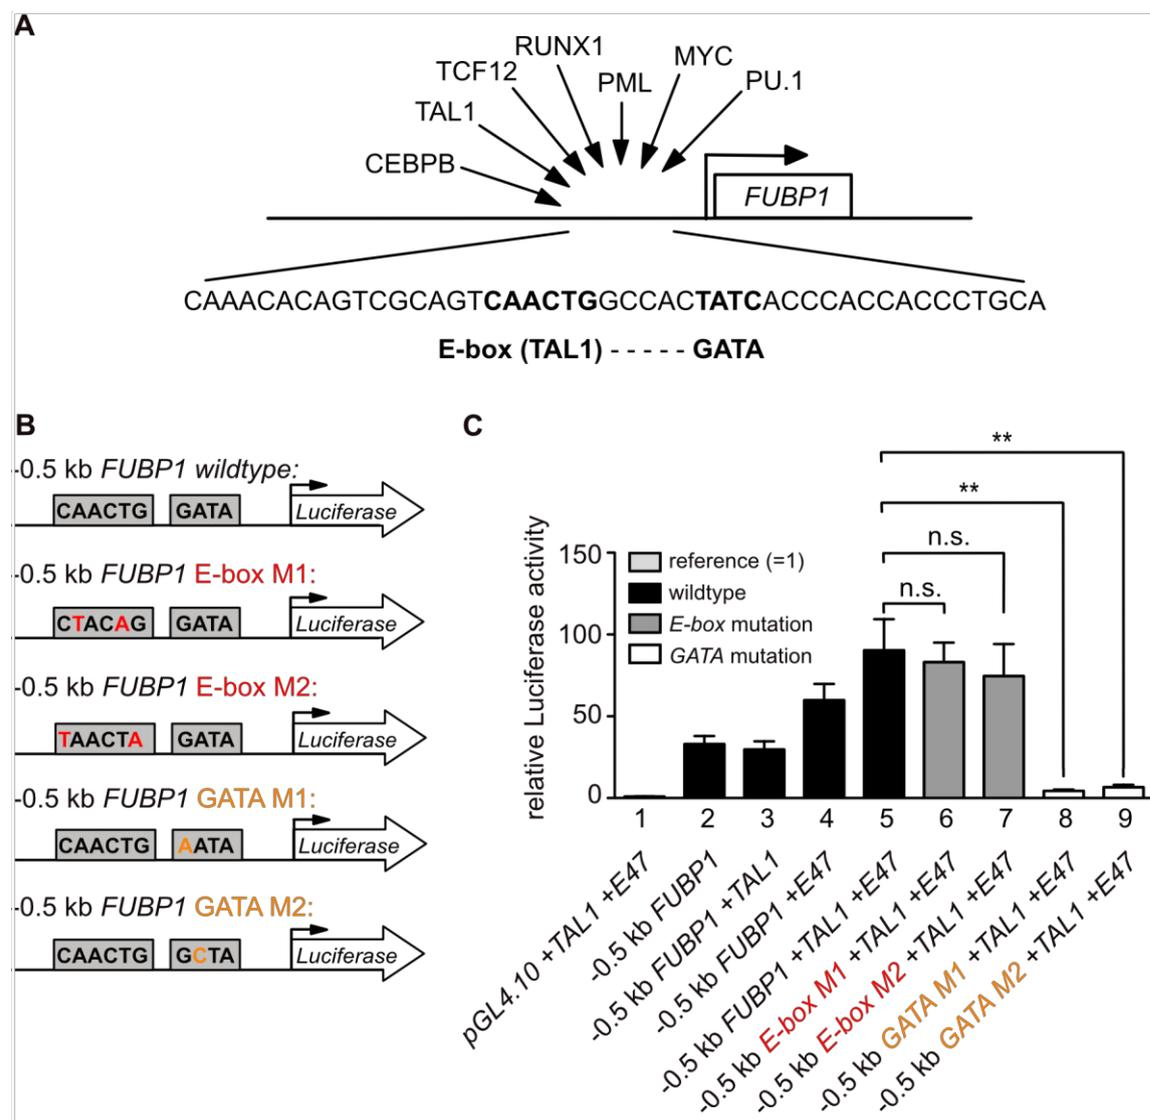 A
RUNX1
TCF12
PML
MYC
PU.1
TAL1
CEBPB
FUBP1
CAAACACAGTCGCAGTCAACTGGCCACTATCACCCACCACCCTGCA
E-box (TAL1) - - - - - GATA
B
-0.5 kb FUBP1 wildtype:
CAACTG GATA Luciferase
-0.5 kb FUBP1 E-box M1:
CTACAG GATA Luciferase
-0.5 kb FUBP1 E-box M2:
TAACTA GATA Luciferase
-0.5 kb FUBP1 GATA M1:
CAACTG AATA Luciferase
-0.5 kb FUBP1 GATA M2:
CAACTG GCTA Luciferase
C
**
**
n.s.
n.s.
relative Luciferase activity
150
100
50
0
reference (=1)
wildtype
E-box mutation
GATA mutation
1 2 3 4 5 6 7 8 9
pGL4.10 +TAL1 +E47
-0.5 kb FUBP1
-0.5 kb FUBP1 +TAL1
-0.5 kb FUBP1 +E47
-0.5 kb FUBP1 +TAL1 +E47
-0.5 kb E-box M1 +TAL1 +E47
-0.5 kb E-box M2 +TAL1 +E47
-0.5 kb GATA M1 +TAL1 +E47
-0.5 kb GATA M2 +TAL1 +E47